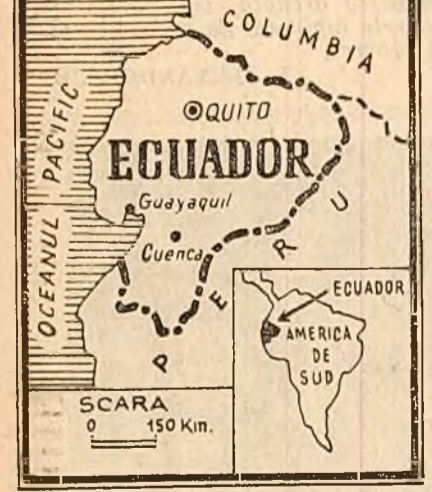 COLUMBIA
QUITO
ECUADOR
Guayaquil
Cuenca
PERU
OCEANUL PACIFIC
ECUADOR
AMERICA
DE
SUD
SCARA
0 150 Km.